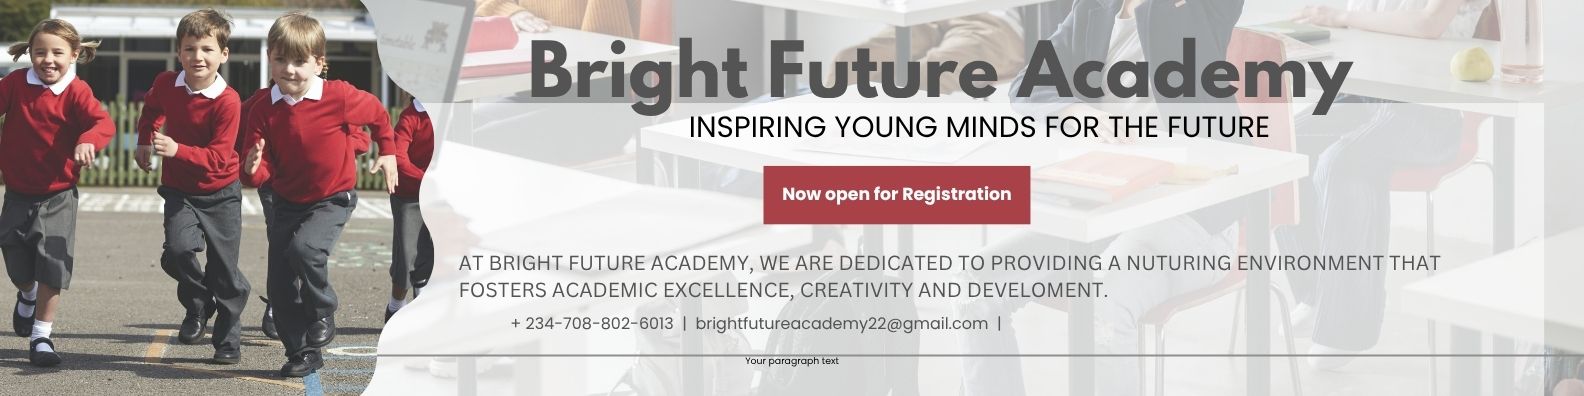 Bright Future Academy
INSPIRING YOUNG MINDS FOR THE FUTURE
Now open for Registration
AT BRIGHT FUTURE ACADEMY, WE ARE DEDICATED TO PROVIDING A NUTURING ENVIRONMENT THAT
FOSTERS ACADEMIC EXCELLENCE, CREATIVITY AND DEVELOMENT.
+ 234-708-802-6013 | brightfutureacademy22@gmail.com |
Your paragraph text